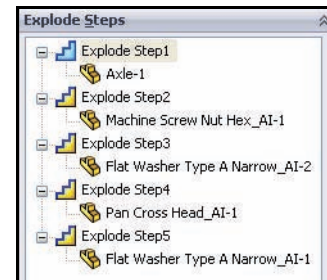 Explode Steps
Explode Step1
Axle-1
Explode Step2
Machine Screw Nut Hex_AI-1
Explode Step3
Flat Washer Type A Narrow_AI-2
Explode Step4
Pan Cross Head_AI-1
Explode Step5
Flat Washer Type A Narrow_AI-1